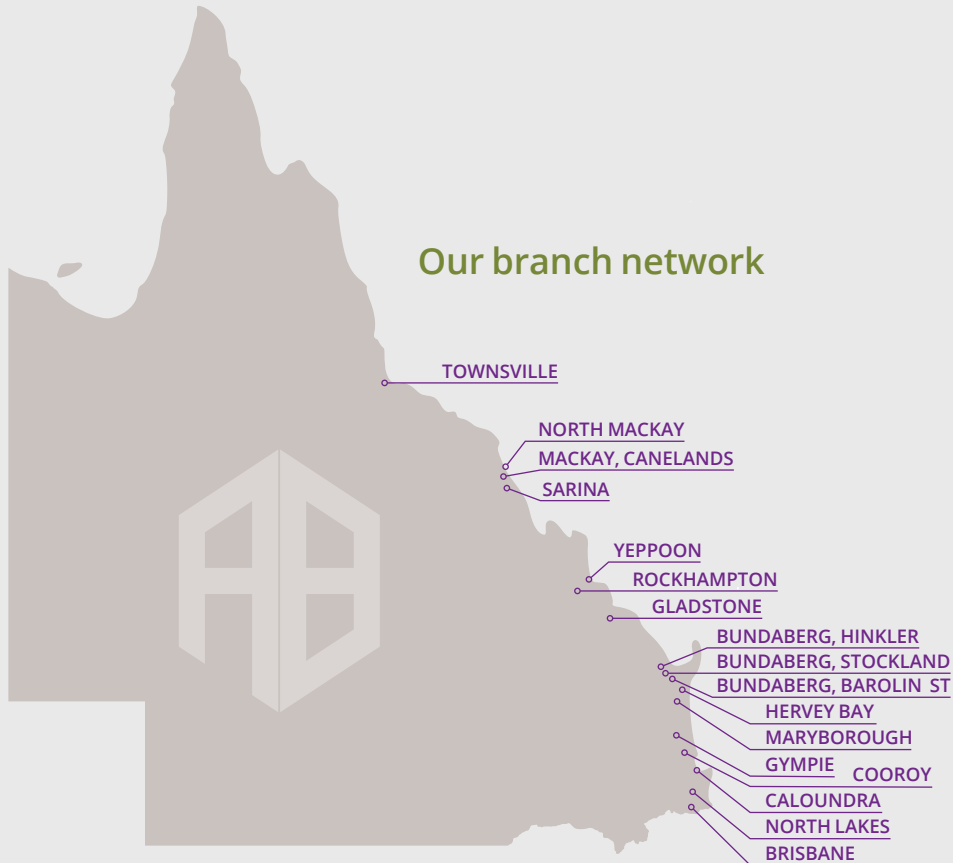 Our branch network
TOWNSVILLE
NORTH MACKAY
MACKAY, CANELANDS
SARINA
YEPPOON
ROCKHAMPTON
GLADSTONE
BUNDABERG, HINKLER
BUNDABERG, STOCKLAND
BUNDABERG, BAROLIN ST
HERVEY BAY
MARYBOROUGH
GYMPIE
COOROY
CALOUNDRA
NORTH LAKES
BRISBANE